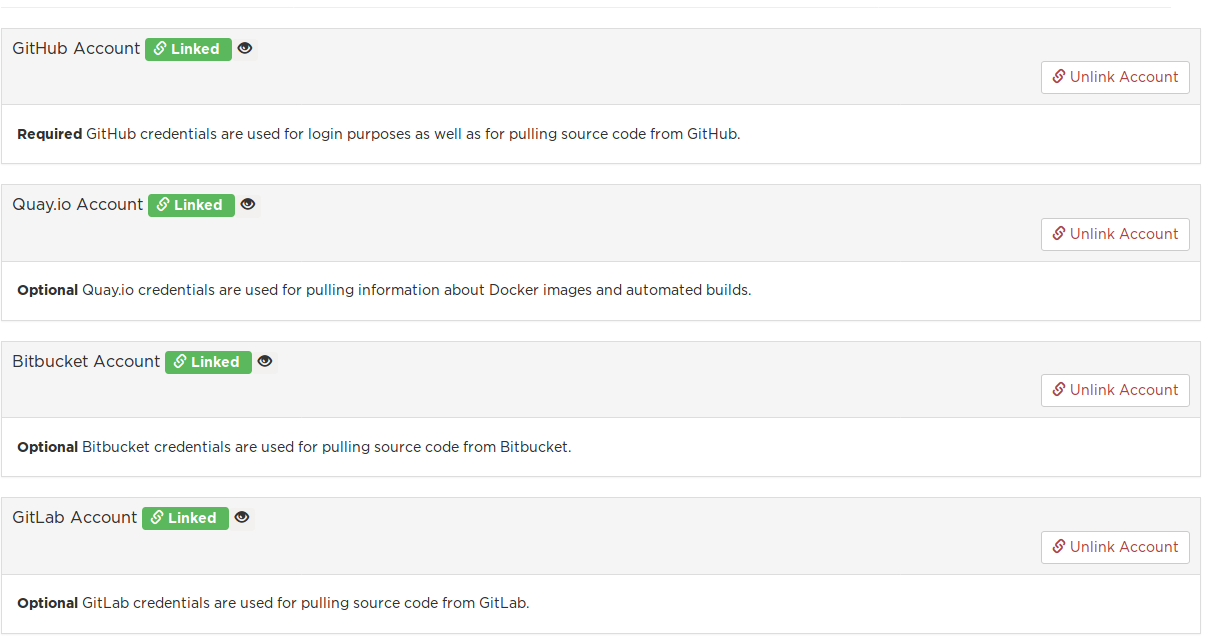 GitHub Account Linked
Unlink Account
Required GitHub credentials are used for login purposes as well as for pulling source code from GitHub.
Quay.io Account Linked
Unlink Account
Optional Quay.io credentials are used for pulling information about Docker images and automated builds.
Bitbucket Account Linked
Unlink Account
Optional Bitbucket credentials are used for pulling source code from Bitbucket.
GitLab Account Linked
Unlink Account
Optional GitLab credentials are used for pulling source code from GitLab.